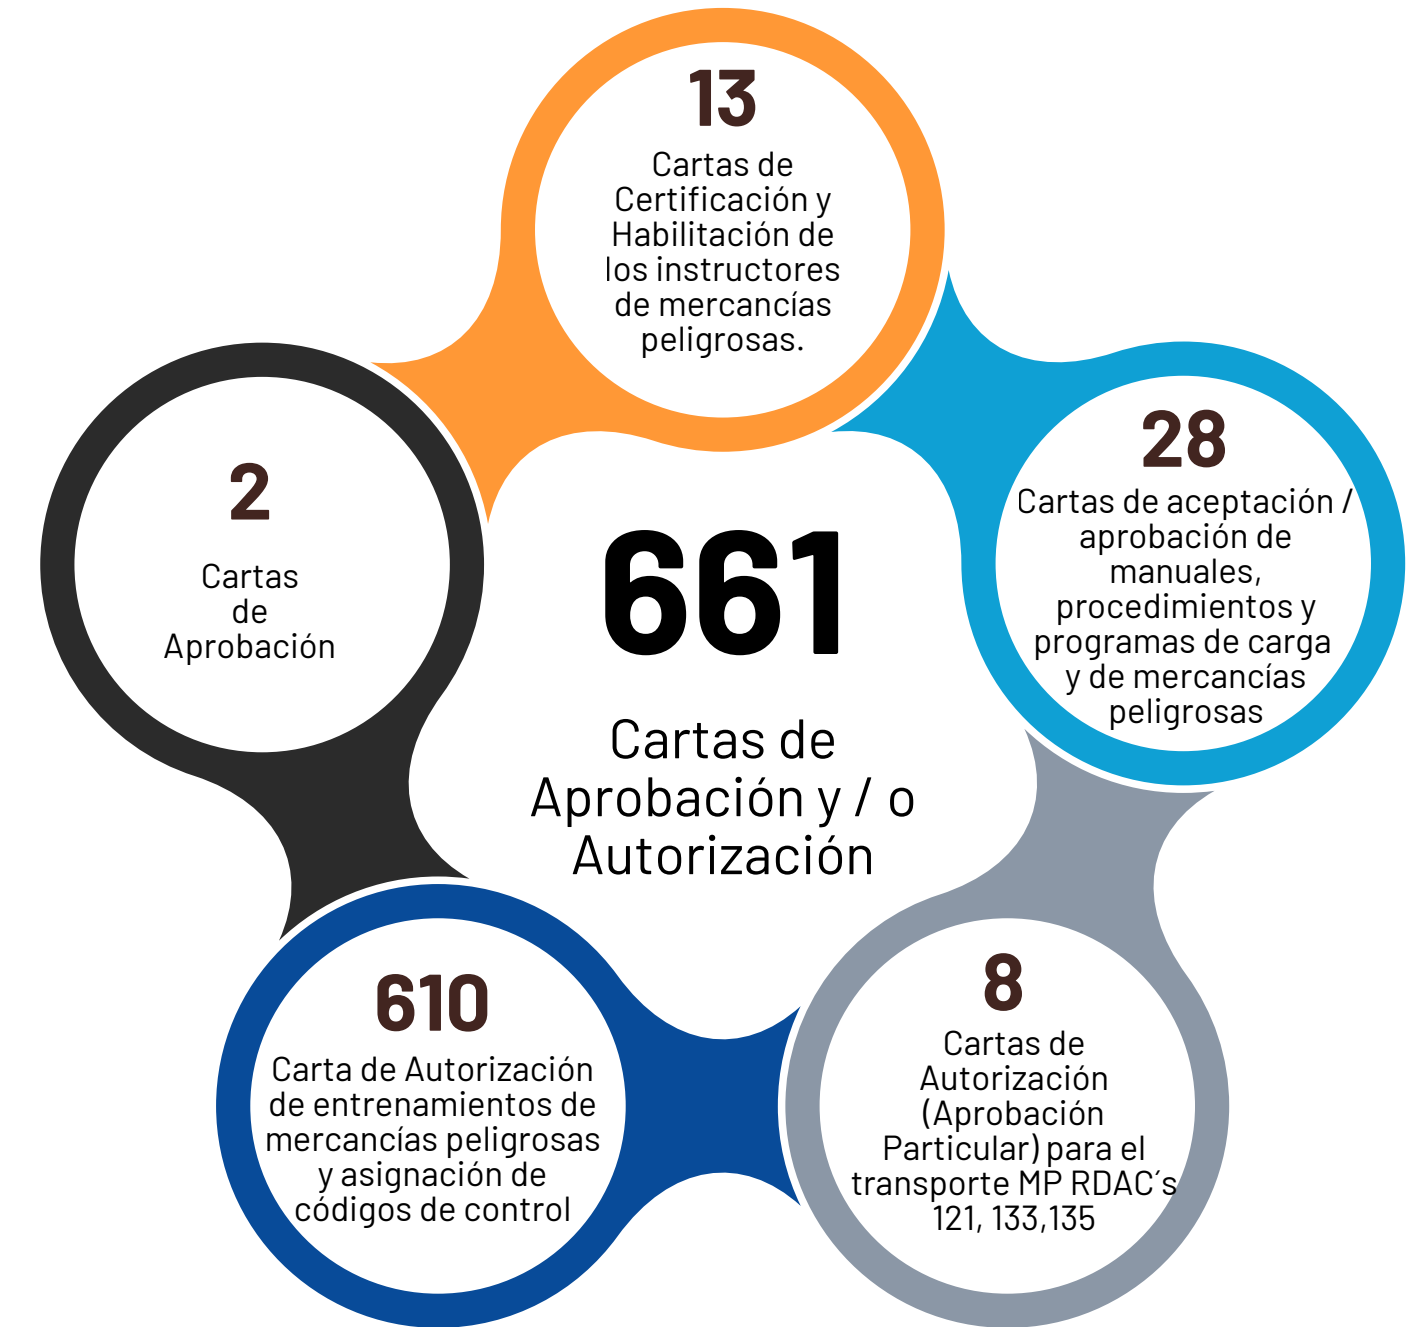 13
Cartas de
Certificación y
Habilitación de
los instructores
de mercancías
peligrosas.
28
Cartas de aceptación /
aprobación de
manuales,
procedimientos y
programas de carga
y de mercancías
peligrosas
2
Cartas
de
Aprobación
661
Cartas de
Aprobación y / o
Autorización
610
Carta de Autorización
de entrenamientos de
mercancías peligrosas
y asignación de
códigos de control
8
Cartas de
Autorización
(Aprobación
Particular) para el
transporte MP RDAC´s
121, 133,135